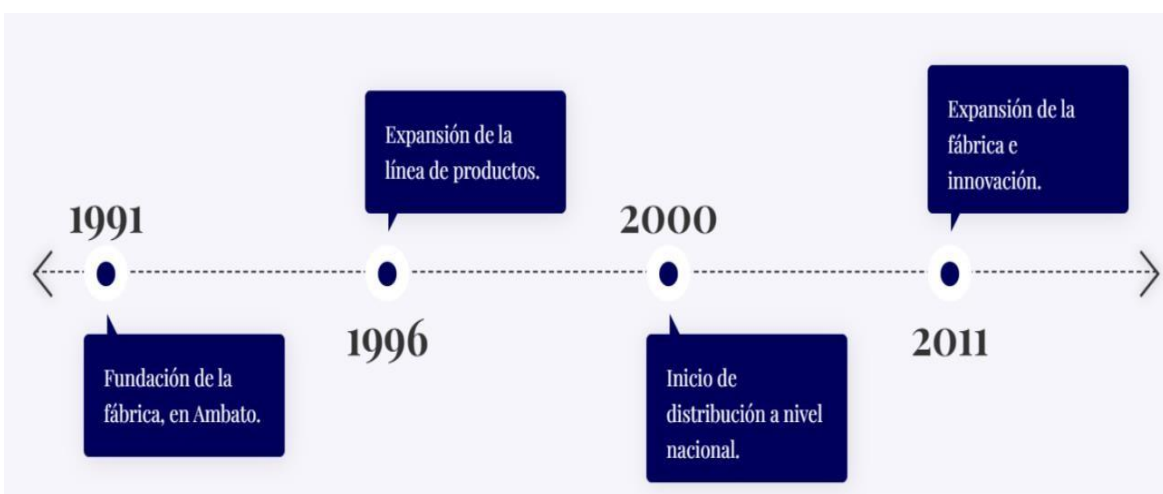 1991
Fundación de la
fábrica, en Ambato.
Expansión de la
línea de productos.
1996
2000
Inicio de
distribución a nivel
nacional.
Expansión de la
fábrica e
innovación.
2011